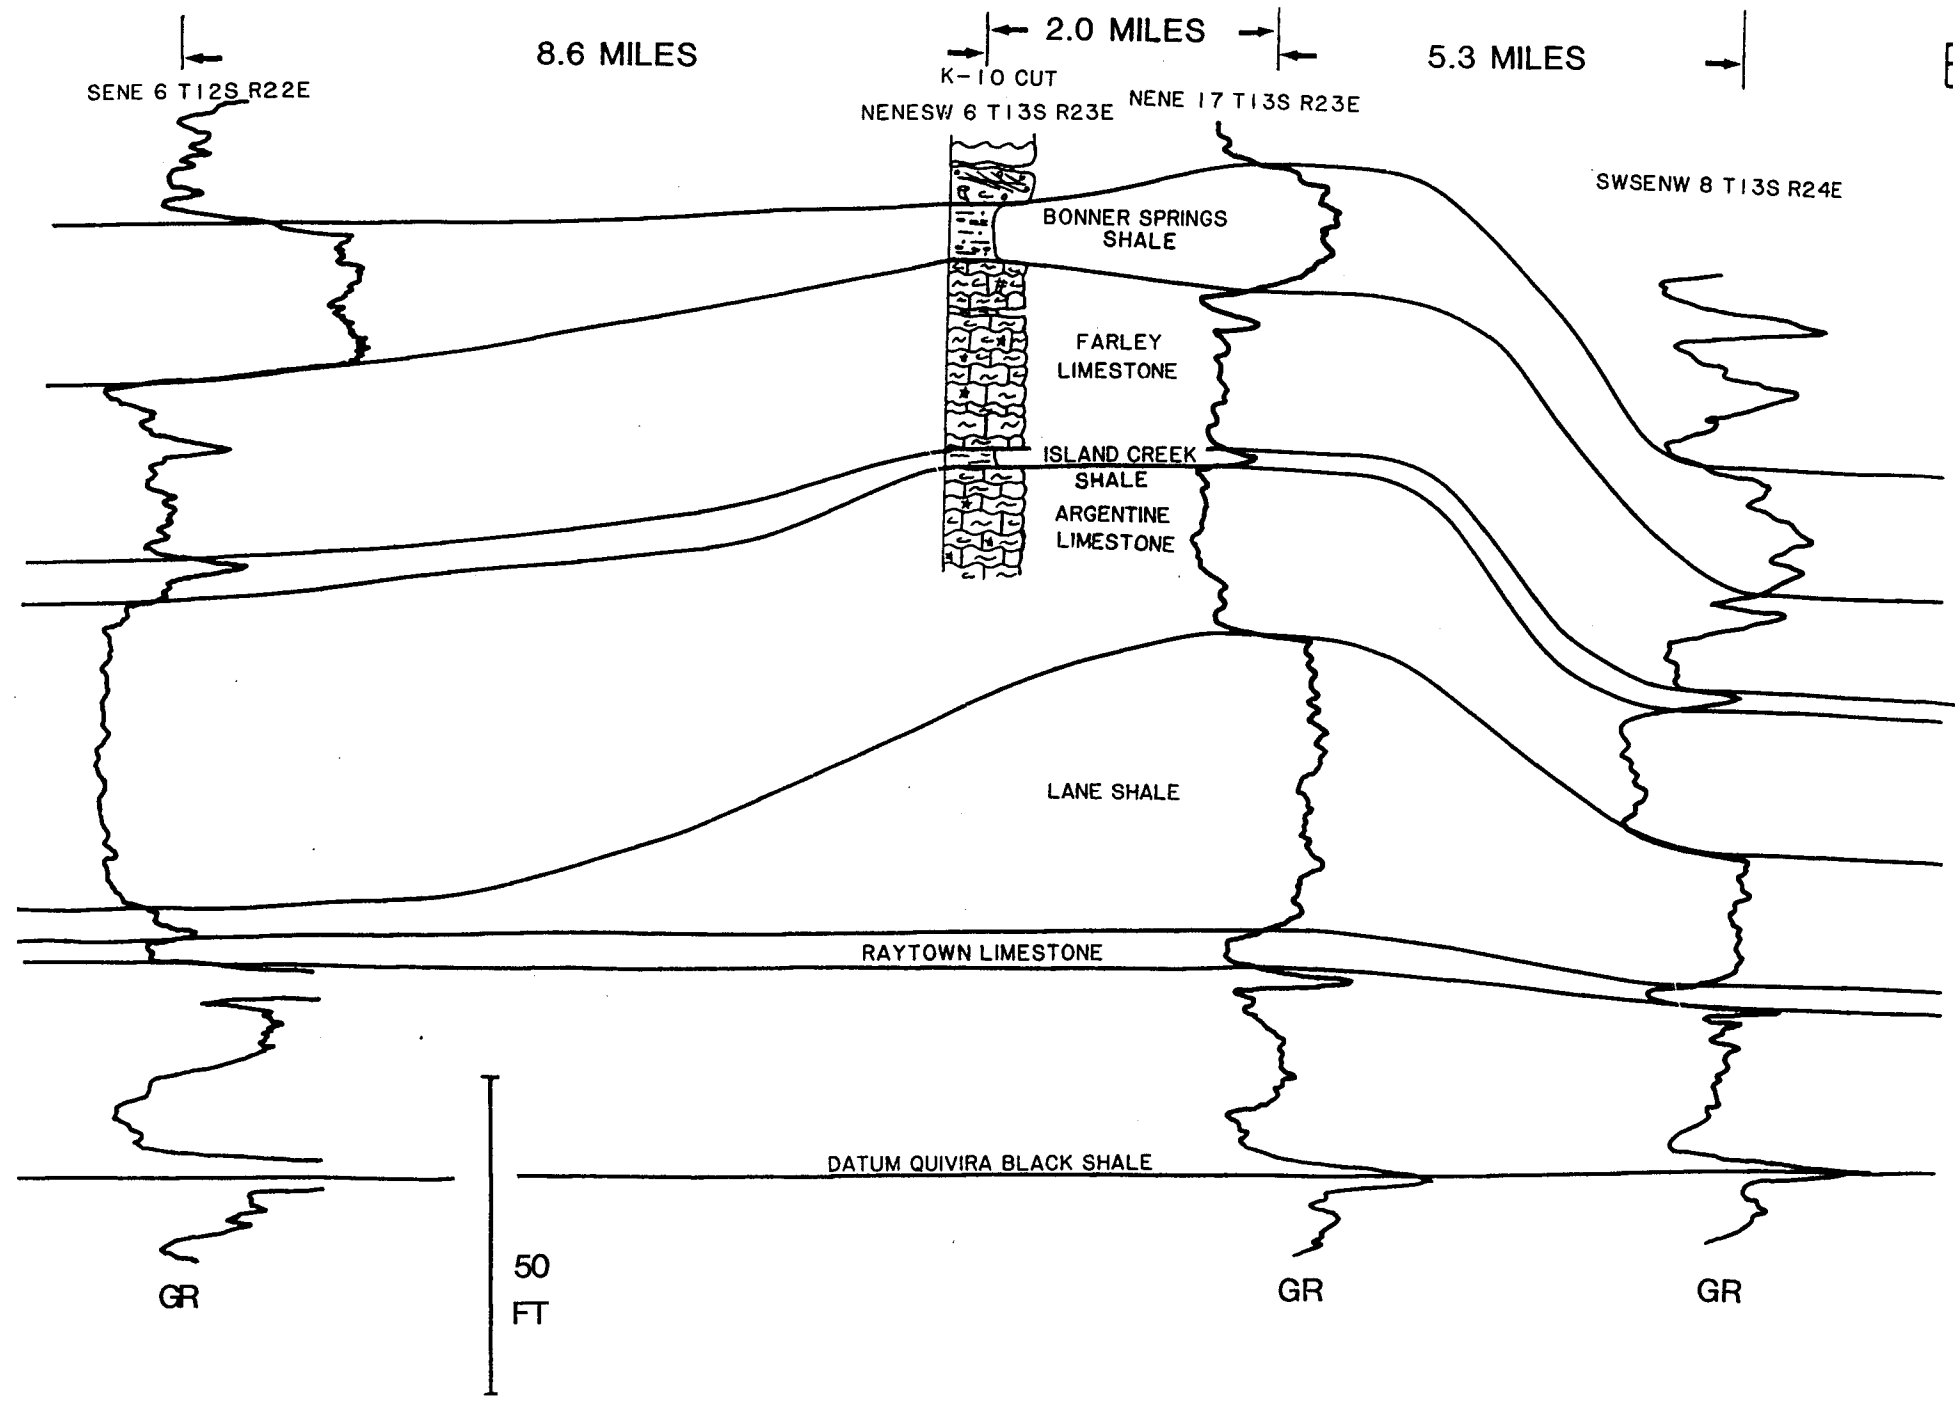 8.6 MILES
2.0 MILES
5.3 MILES
SENE 6 T12S R22E
K-10 CUT
NENESW 6 T13S R23E
NENE 17 T13S R23E
SWSENW 8 T13S R24E
BONNER SPRINGS
SHALE
FARLEY
LIMESTONE
ISLAND CREEK
SHALE
ARGENTINE
LIMESTONE
LANE SHALE
RAYTOWN LIMESTONE
DATUM QUIVIRA BLACK SHALE
50
FT
GR
GR
GR